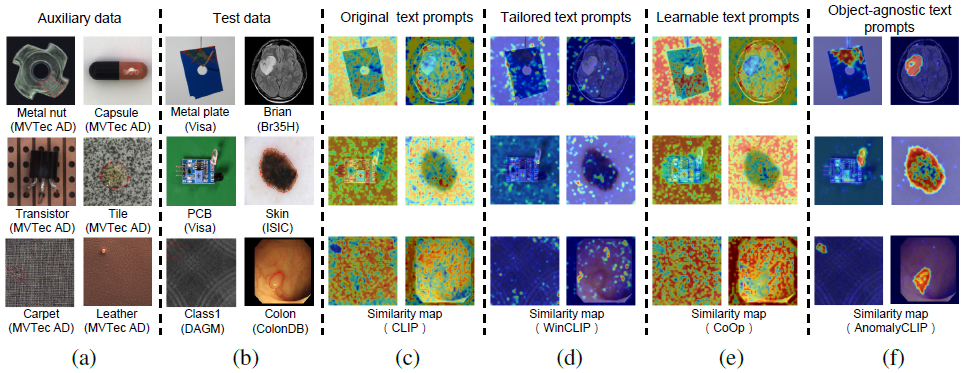 Auxiliary data
Test data
Original text prompts
Tailored text prompts
Learnable text prompts
Object-agnostic text
prompts
Metal nut
(MVTec AD)
Capsule
(MVTec AD)
Metal plate
(Visa)
Brian
(Br35H)
Transistor
(MVTec AD)
Tile
(MVTec AD)
PCB
(Visa)
Skin
(ISIC)
Carpet
(MVTec AD)
Leather
(MVTec AD)
Class1
(DAGM)
Colon
(ColonDB)
Similarity map
( CLIP )
Similarity map
( WinCLIP )
Similarity map
( CoOp )
Similarity map
( AnomalyCLIP )
(a)
(b)
(c)
(d)
(e)
(f)